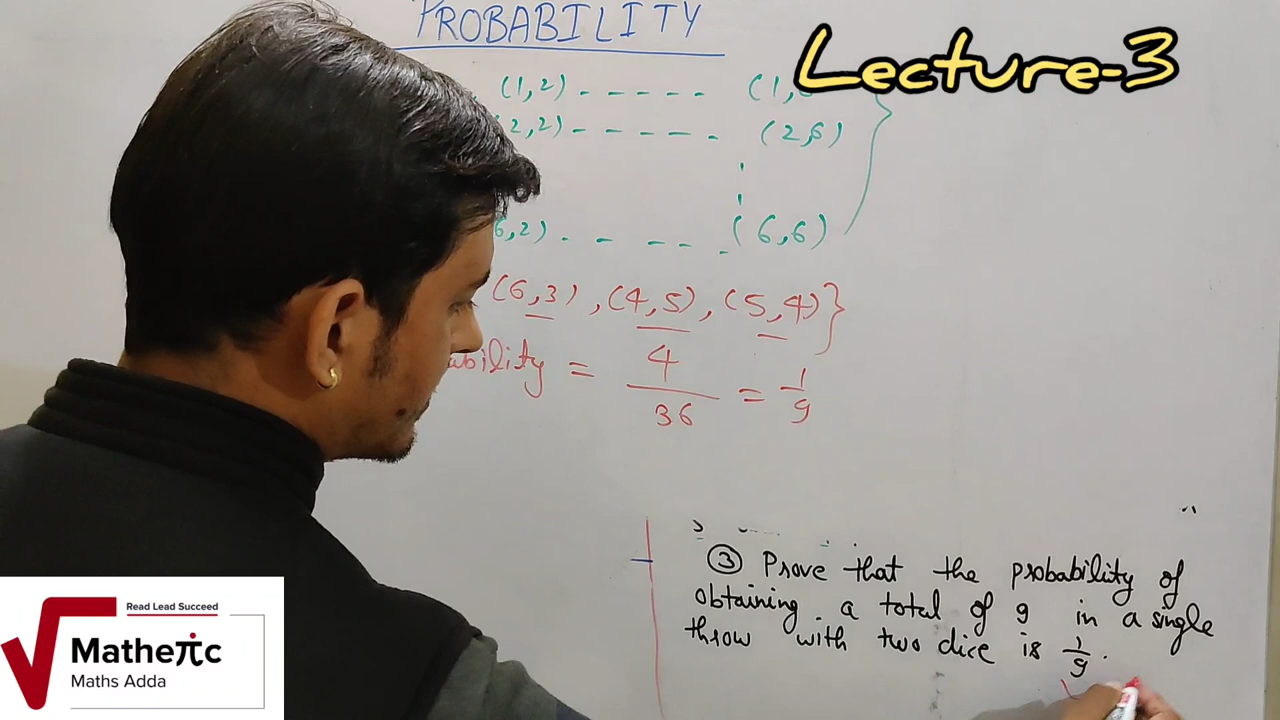 PROBABILITY
Lecture-3
(1,2) - - - - - (1,
2,2) - - - - - (2,6)
6,2) - - - - - (6,6)
(6,3) , (4,5) , (5,4)}
ability = 4/36 = 1/9
③ Prove that the probability of
obtaining a total of 9 in a single
throw with two dice is 1/9.
Read Lead Succeed
Matheπc
Maths Adda